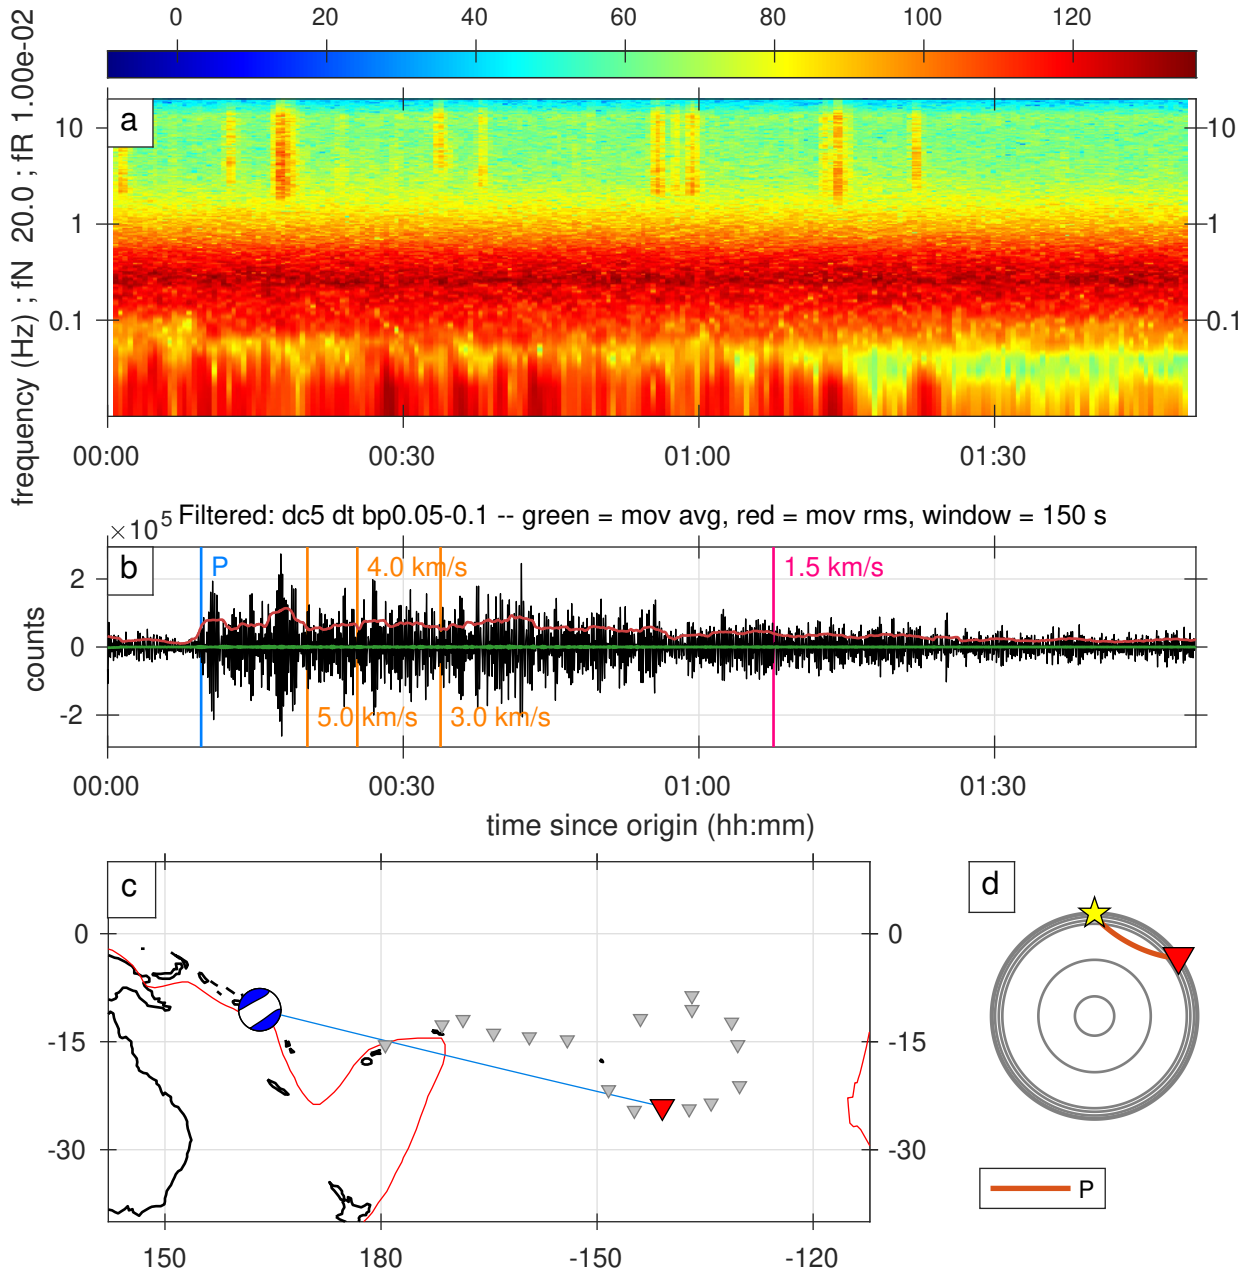 0 20 40 60 80 100 120
frequency (Hz) ; fN 20.0 ; fR 1.00e-02
a
10 10
1 1
0.1 0.1
00:00 00:30 01:00 01:30
×10^5 Filtered: dc5 dt bp0.05-0.1 -- green = mov avg, red = mov rms, window = 150 s
b P 4.0 km/s 1.5 km/s
counts
2
0
-2
5.0 km/s 3.0 km/s
00:00 00:30 01:00 01:30
time since origin (hh:mm)
c d
0 0
-15 -15
-30 -30
150 180 -150 -120
P